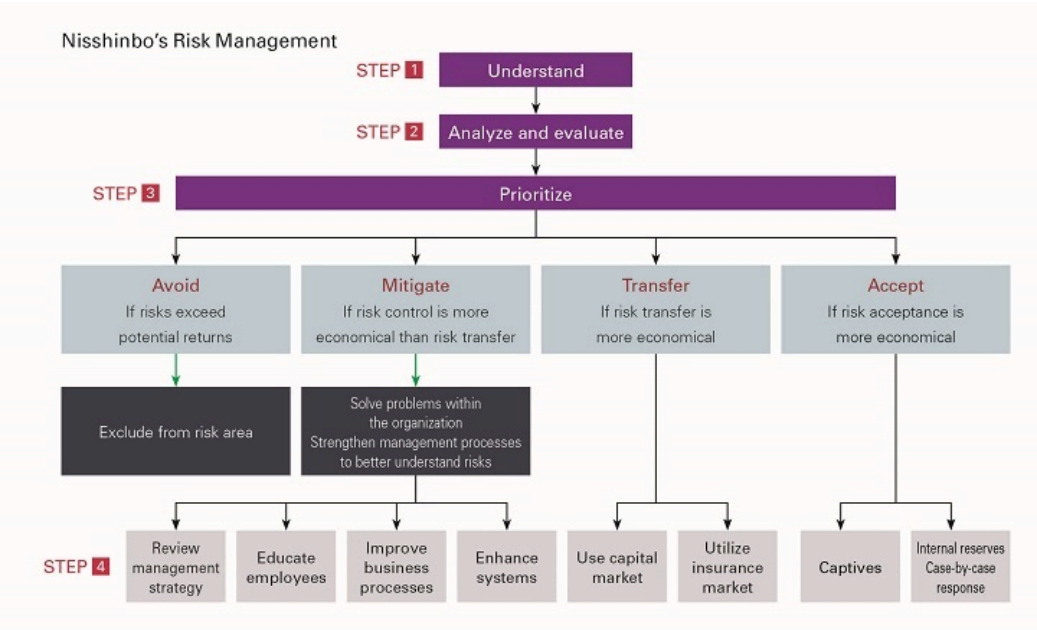 Nisshinbo's Risk Management
STEP 1
Understand
STEP 2
Analyze and evaluate
STEP 3
Prioritize
Avoid
If risks exceed
potential returns
Mitigate
If risk control is more
economical than risk transfer
Transfer
If risk transfer is
more economical
Accept
If risk acceptance is
more economical
Exclude from risk area
Solve problems within
the organization
Strengthen management processes
to better understand risks
STEP 4
Review
management
strategy
Educate
employees
Improve
business
processes
Enhance
systems
Use capital
market
Utilize
insurance
market
Captives
Internal reserves
Case-by-case
response